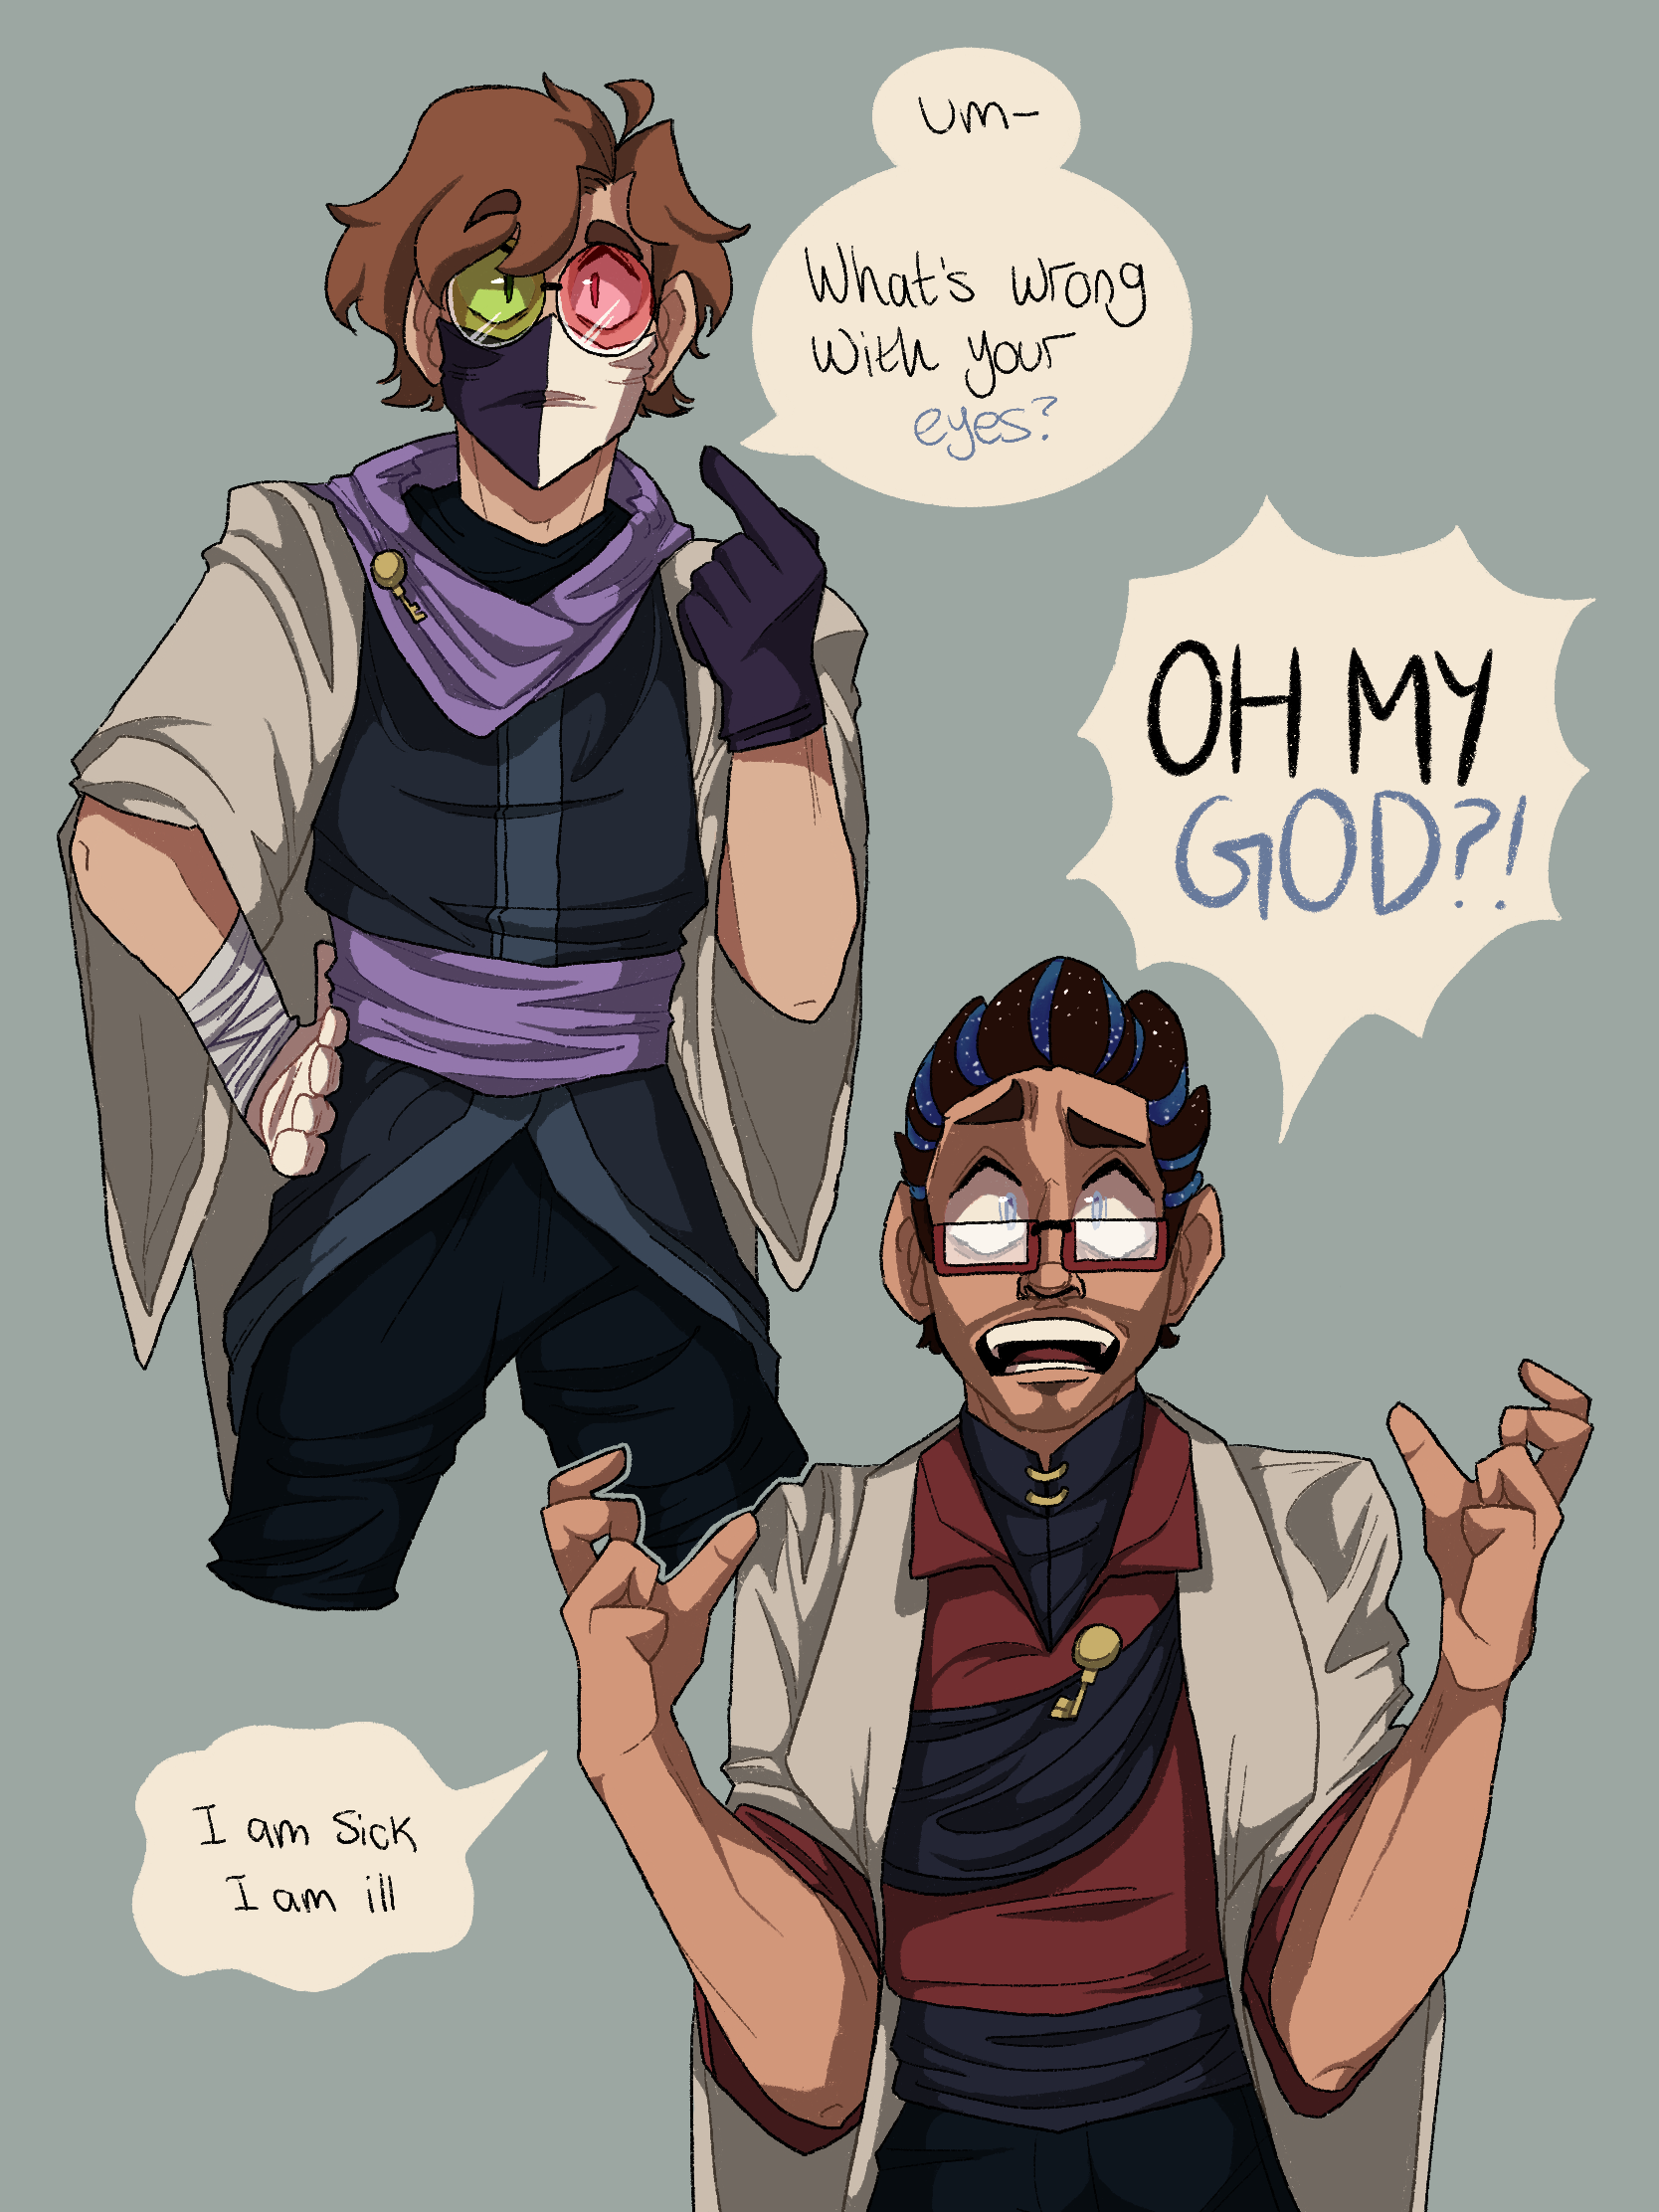 Um-
What's wrong
with your
eyes?
OH MY
GOD?!
I am sick
I am ill